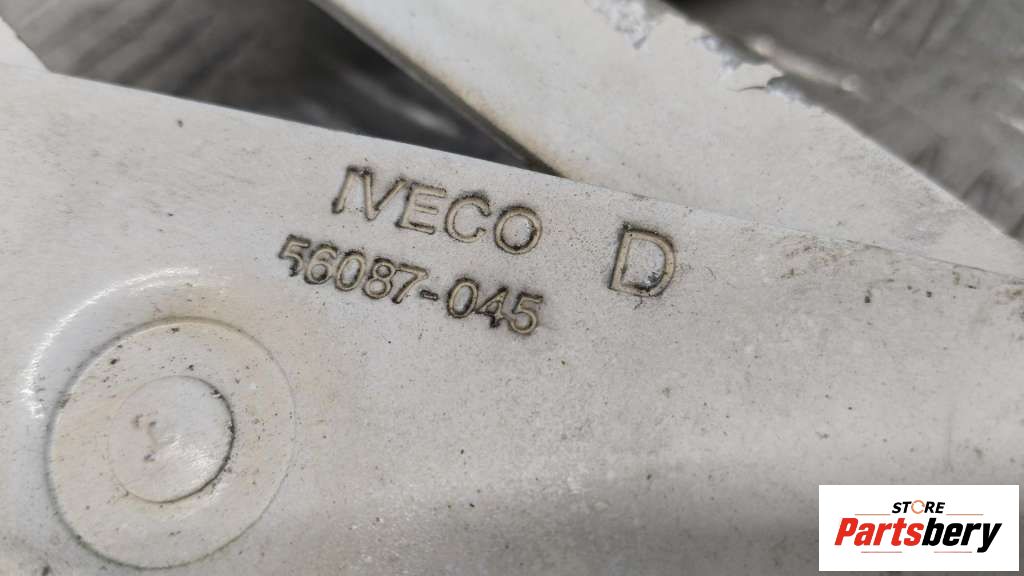 IVECO D
56087-045
STORE
Partsbery